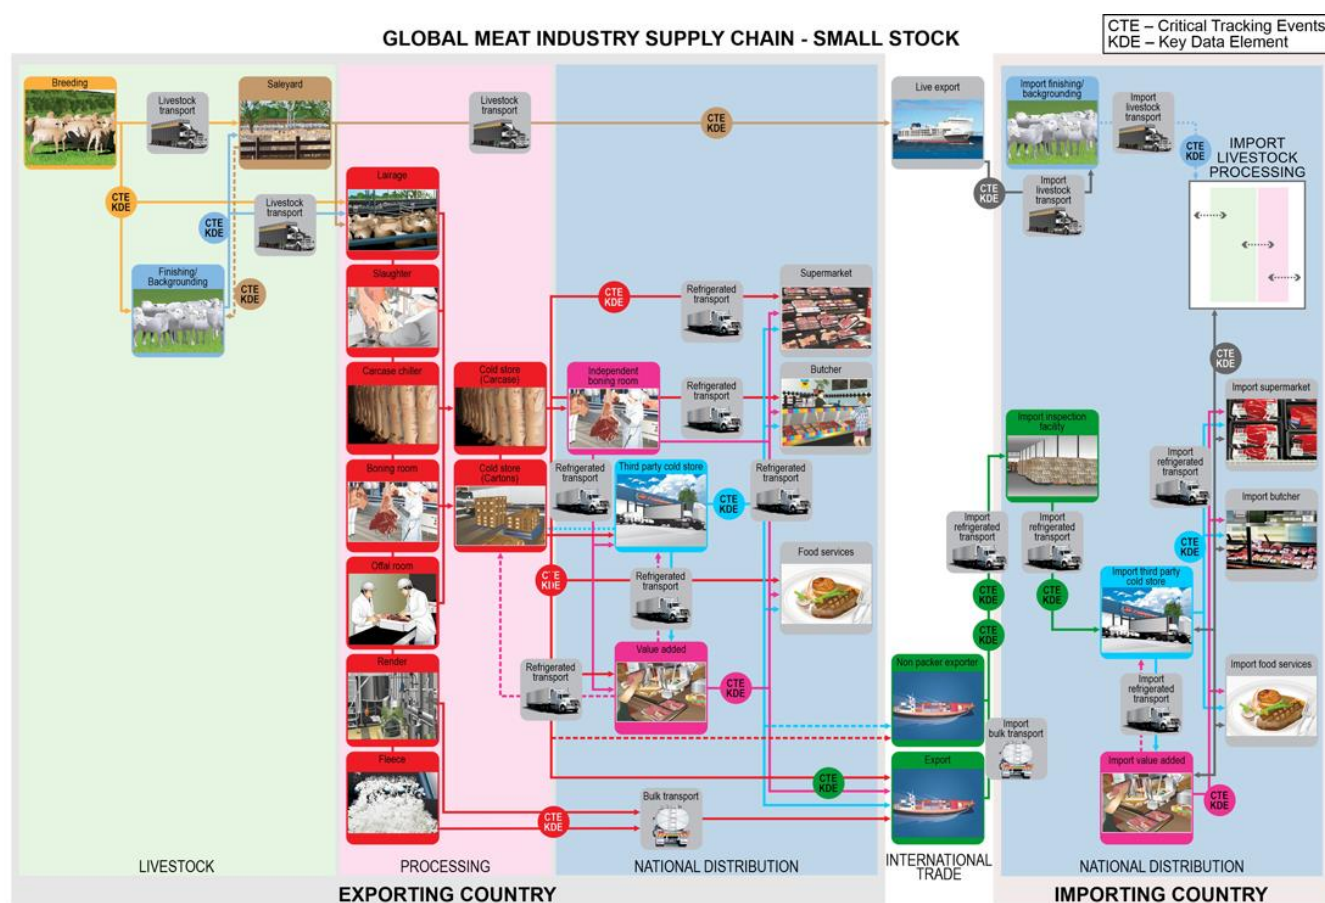 CTE – Critical Tracking Events
KDE – Key Data Element
GLOBAL MEAT INDUSTRY SUPPLY CHAIN - SMALL STOCK
Breeding
Livestock
transport
Saleyard
Livestock
transport
CTE
KDE
Live export
Import finishing/
backgrounding
Import
livestock
transport
CTE
KDE
IMPORT
LIVESTOCK
PROCESSING
CTE
KDE
Import
livestock
transport
CTE
KDE
CTE
KDE
Livestock
transport
Lairage
Finishing/
Backgrounding
CTE
KDE
Slaughter
CTE
KDE
Refrigerated
transport
Supermarket
Carcase chiller
Cold store
(Carcase)
Independent
boning room
Refrigerated
transport
Butcher
CTE
KDE
Import supermarket
Import inspection
facility
Boning room
Cold store
(Cartons)
Refrigerated
transport
Third party cold store
CTE
KDE
Refrigerated
transport
CTE
KDE
Import
refrigerated
transport
Import butcher
Import
refrigerated
transport
Import
refrigerated
transport
CTE
KDE
Offal room
CTE
KDE
Refrigerated
transport
Food services
CTE
KDE
CTE
KDE
Import third party
cold store
CTE
KDE
Render
Refrigerated
transport
Value added
CTE
KDE
Non packer exporter
Import
refrigerated
transport
Import food services
Import
bulk transport
Fleece
CTE
KDE
Bulk transport
CTE
KDE
Export
Import value added
CTE
KDE
LIVESTOCK
PROCESSING
NATIONAL DISTRIBUTION
INTERNATIONAL
TRADE
NATIONAL DISTRIBUTION
EXPORTING COUNTRY
IMPORTING COUNTRY